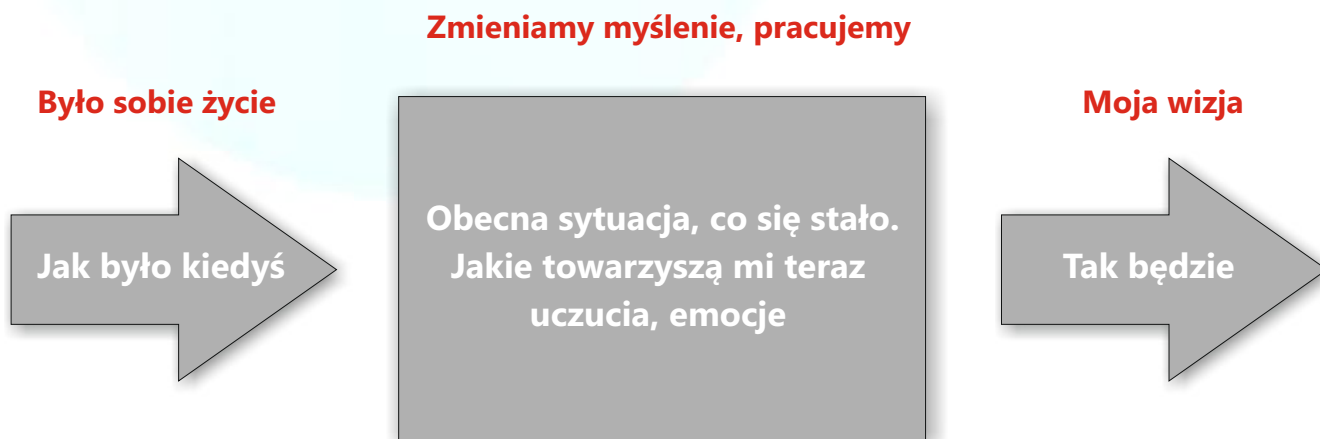 Zmieniamy myślenie, pracujemy
Było sobie życie
Moja wizja
Jak było kiedyś
Obecna sytuacja, co się stało.
Jakie towarzyszą mi teraz
uczucia, emocje
Tak będzie